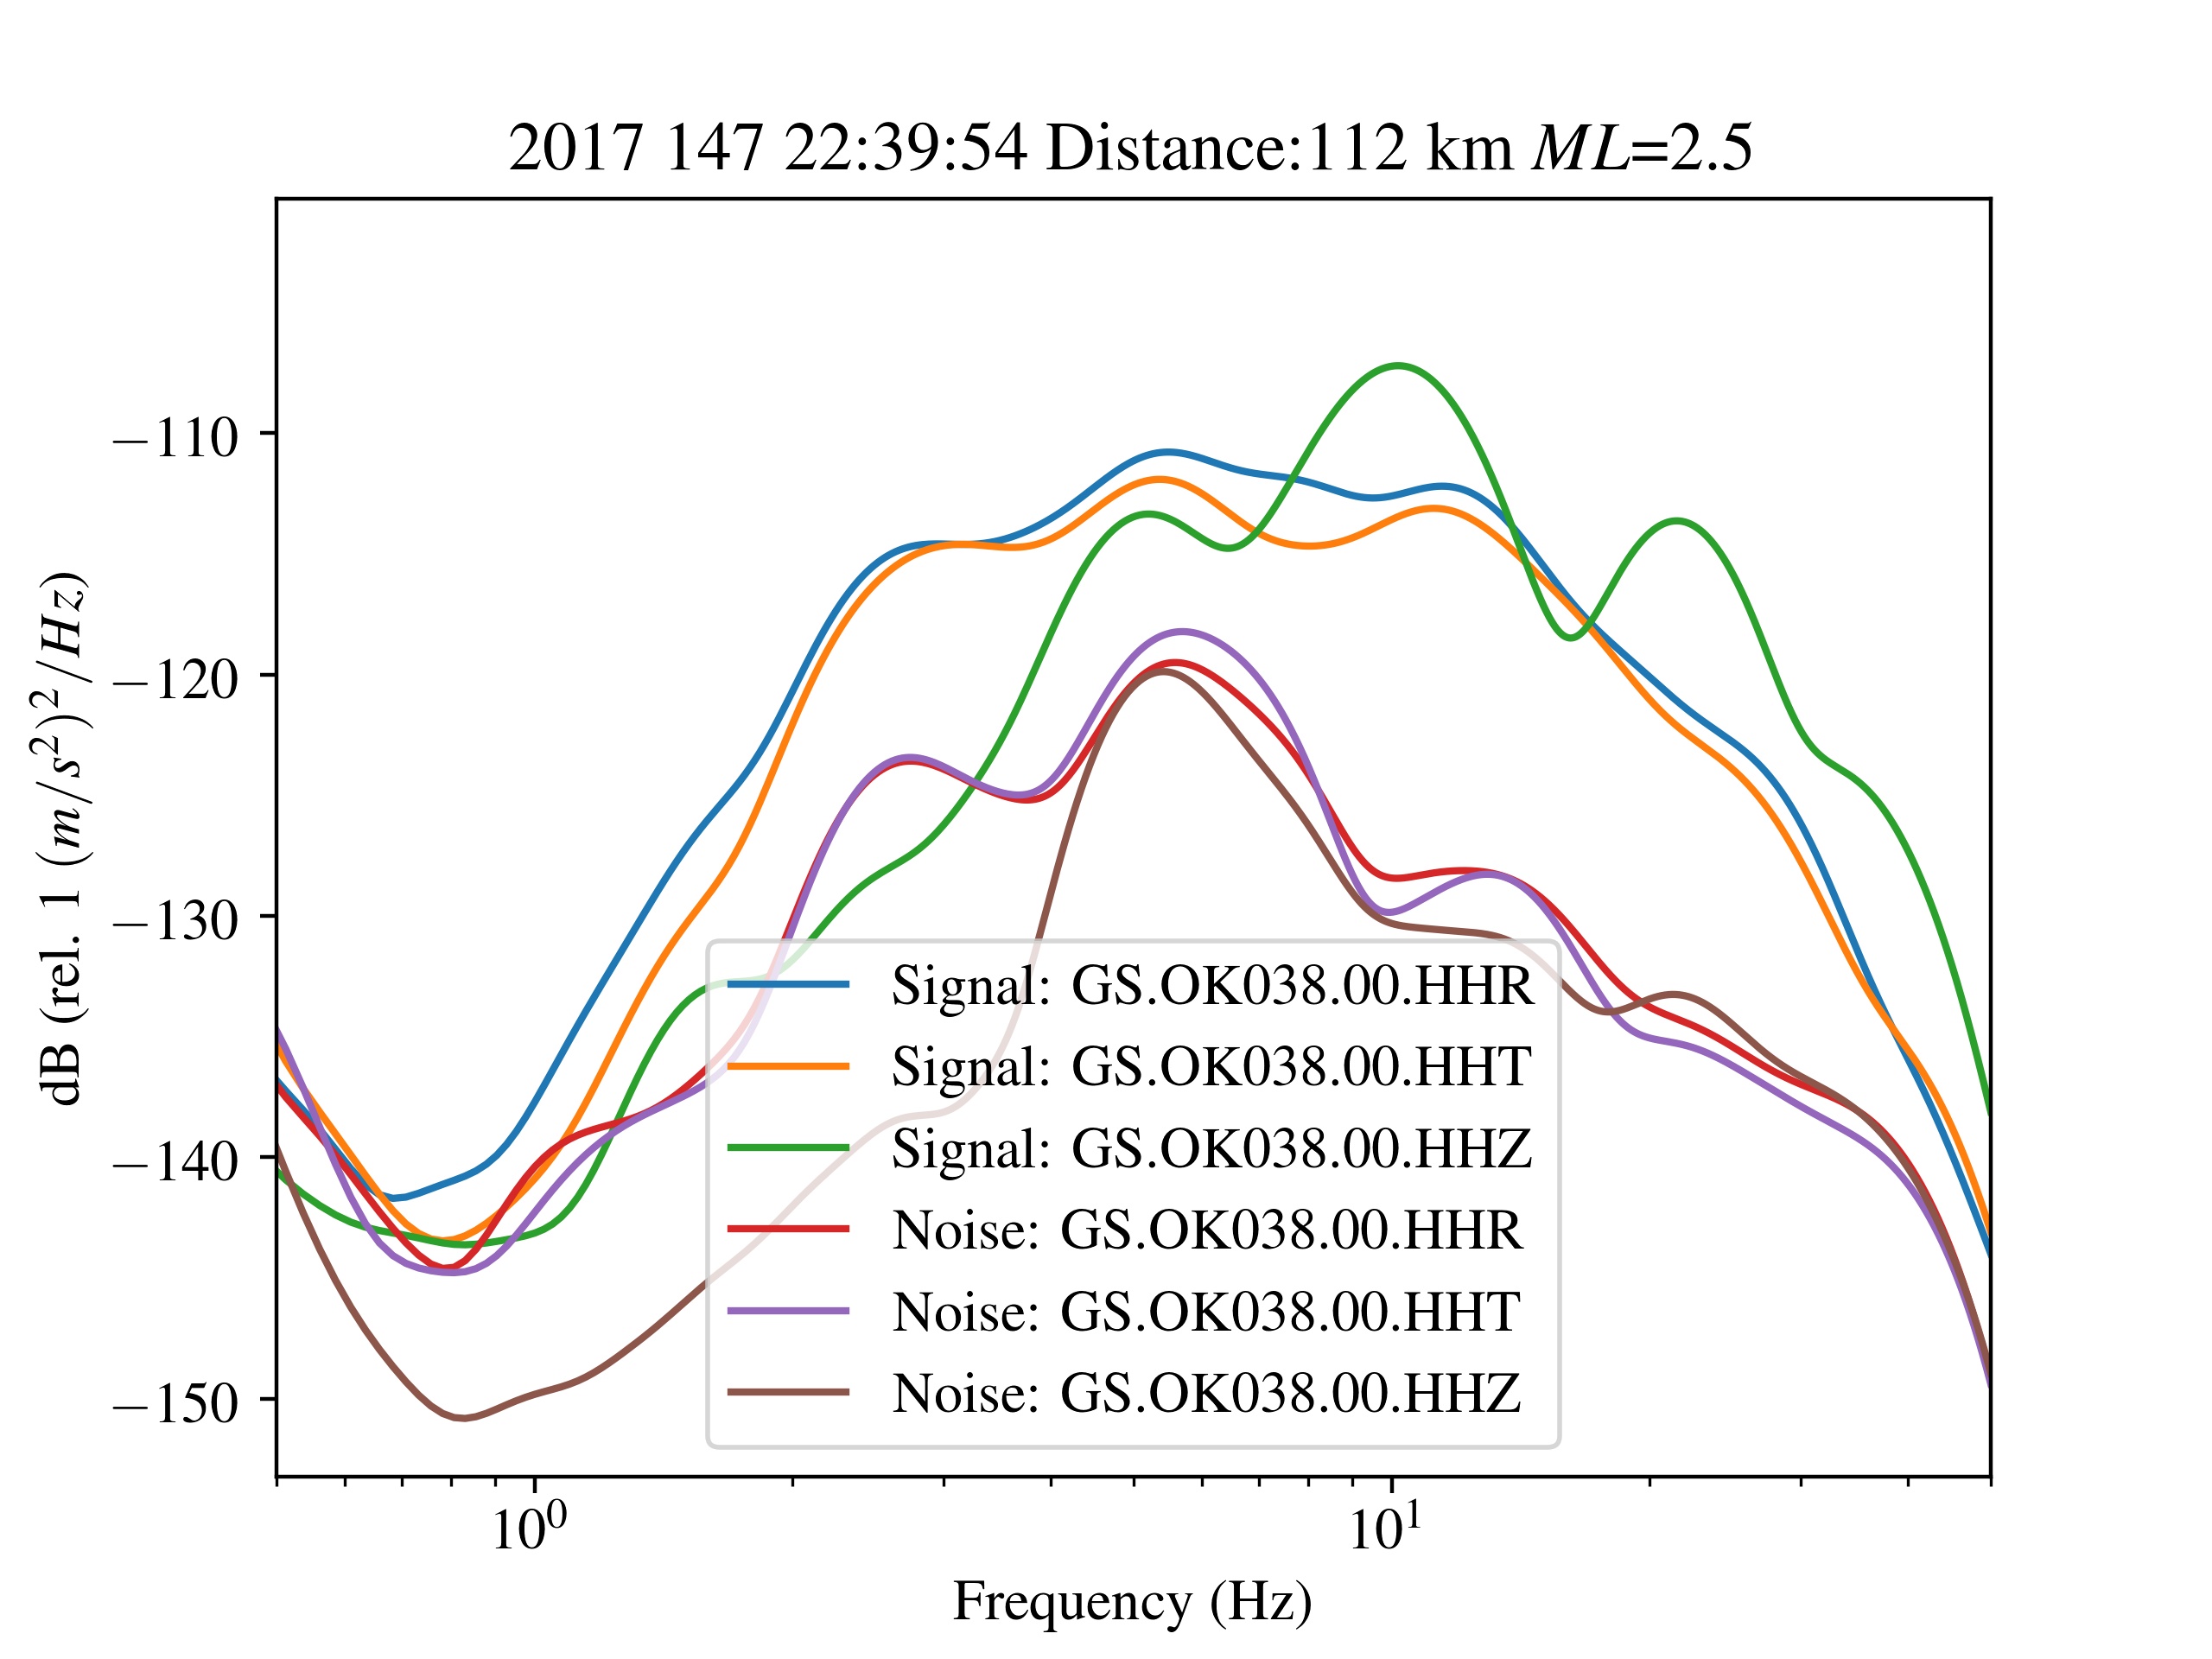 2017 147 22:39:54 Distance:112 km ML=2.5
dB (rel. 1 (m/s²)²/Hz)
−110
−120
−130
−140
−150
Signal: GS.OK038.00.HHR
Signal: GS.OK038.00.HHT
Signal: GS.OK038.00.HHZ
Noise: GS.OK038.00.HHR
Noise: GS.OK038.00.HHT
Noise: GS.OK038.00.HHZ
10⁰ 10¹
Frequency (Hz)